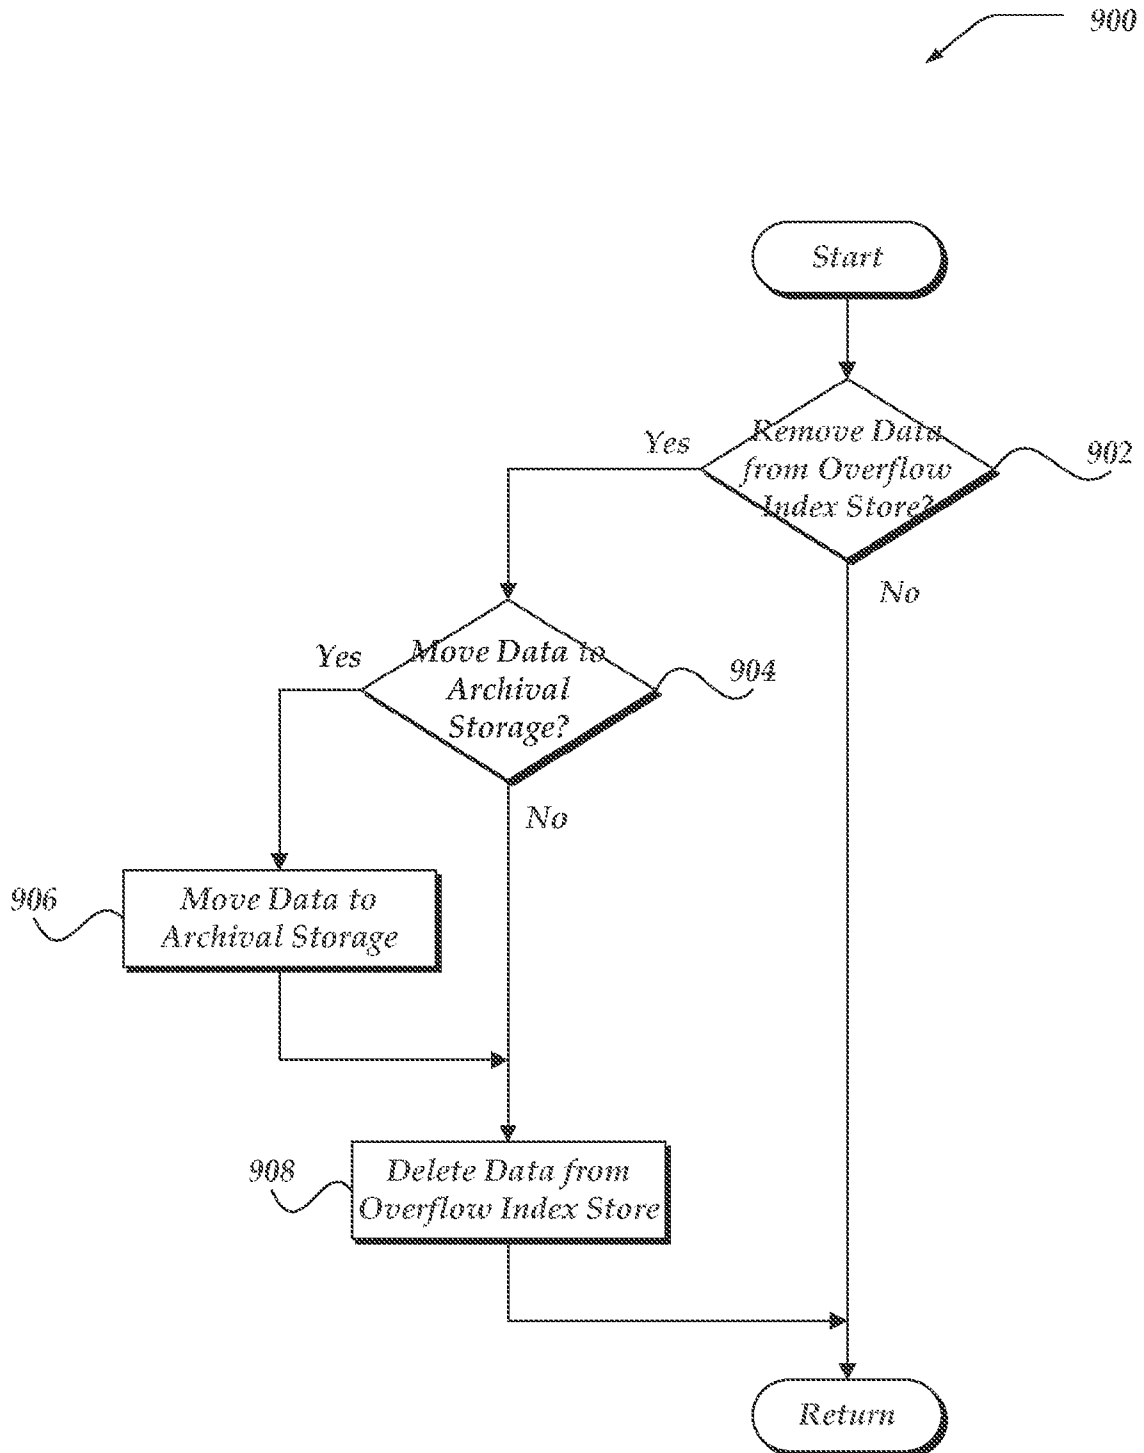 900
Start
Yes
Remove Data
from Overflow
Index Store?
902
No
Yes
Move Data to
Archival
Storage?
904
No
906
Move Data to
Archival Storage
908
Delete Data from
Overflow Index Store
Return